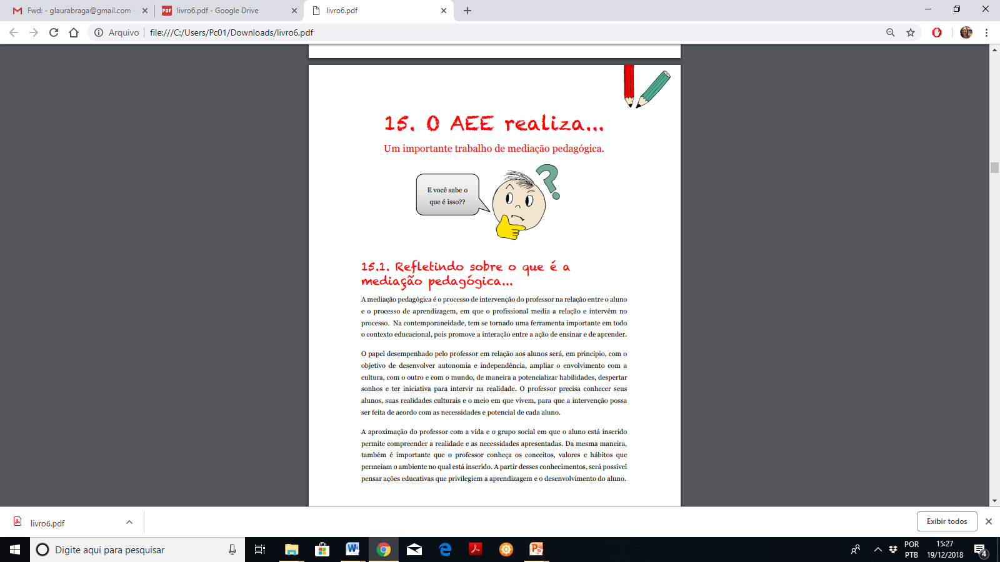 Fwd: - glaurabraga@gmail.com -
PDF
livro6.pdf - Google Drive
livro6.pdf
Arquivo
file:///C:/Users/Pc01/Downloads/livro6.pdf
15. O AEE realiza...
Um importante trabalho de mediação pedagógica.
E você sabe o
que é isso??
?
15.1. Refletindo sobre o que é a
mediação pedagógica...
A mediação pedagógica é o processo de intervenção do professor na relação entre o aluno
e o processo de aprendizagem, em que o profissional media a relação e intervém no
processo. Na contemporaneidade, tem se tornado uma ferramenta importante em todo
o contexto educacional, pois promove a interação entre a ação de ensinar e de aprender.
O papel desempenhado pelo professor em relação aos alunos será, em princípio, com o
objetivo de desenvolver autonomia e independência, ampliar o envolvimento com a
cultura, com o outro e com o mundo, de maneira a potencializar habilidades, despertar
sonhos e ter iniciativa para intervir na realidade. O professor precisa conhecer seus
alunos, suas realidades culturais e o meio em que vivem, para que a intervenção possa
ser feita de acordo com as necessidades e potencial de cada aluno.
A aproximação do professor com a vida e o grupo social em que o aluno está inserido
permite compreender a realidade e as necessidades apresentadas. Da mesma maneira,
também é importante que o professor conheça os conceitos, valores e hábitos que
permeiam o ambiente no qual está inserido. A partir desses conhecimentos, será possível
pensar ações educativas que privilegiem a aprendizagem e o desenvolvimento do aluno.
livro6.pdf
Exibir todos
Digite aqui para pesquisar
POR
PTB
15:27
19/12/2018
4